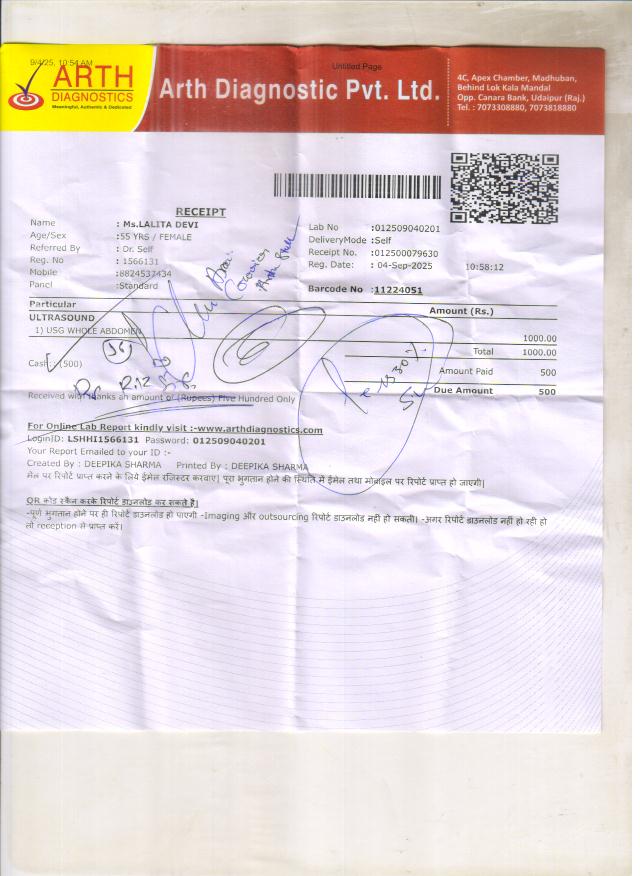 9/4/25, 10:54 AM
Untitled Page
ARTH
DIAGNOSTICS
Meaningful, Authentic & Dedicated
Arth Diagnostic Pvt. Ltd.
4C, Apex Chamber, Madhuban,
Behind Lok Kala Mandal
Opp. Canara Bank, Udaipur (Raj.)
Tel. : 7073308880, 7073818880
RECEIPT
Name : Ms.LALITA DEVI
Age/Sex :55 YRS / FEMALE
Referred By : Dr. Self
Reg. No : 1566131
Mobile :8824537434
Panel :Standard
Lab No :012509040201
DeliveryMode :Self
Receipt No. :012500079630
Reg. Date: : 04-Sep-2025 10:58:12
Barcode No :11224051
Particular Amount (Rs.)
ULTRASOUND
1) USG WHOLE ABDOMEN 1000.00
Total 1000.00
Cash : (500) Amount Paid 500
Due Amount 500
Received with thanks an amount of (Rupees) Five Hundred Only
For Online Lab Report kindly visit :-www.arthdiagnostics.com
LoginID: LSHHI1566131 Password: 012509040201
Your Report Emailed to your ID :-
Created By : DEEPIKA SHARMA Printed By : DEEPIKA SHARMA
मेल पर रिपोर्ट प्राप्त करने के लिये ईमेल रजिस्टर करवाए| पूरा भुगतान होने की स्थिति में ईमेल तथा मोबाइल पर रिपोर्ट प्राप्त हो जाएगी|
QR कोड स्कैन करके रिपोर्ट डाउनलोड कर सकते है|
-पूर्ण भुगतान होने पर ही रिपोर्ट डाउनलोड हो पाएगी -Imaging और outsourcing रिपोर्ट डाउनलोड नही हो सकती| -अगर रिपोर्ट डाउनलोड नहीं हो रही हो
तो reception से प्राप्त करें|